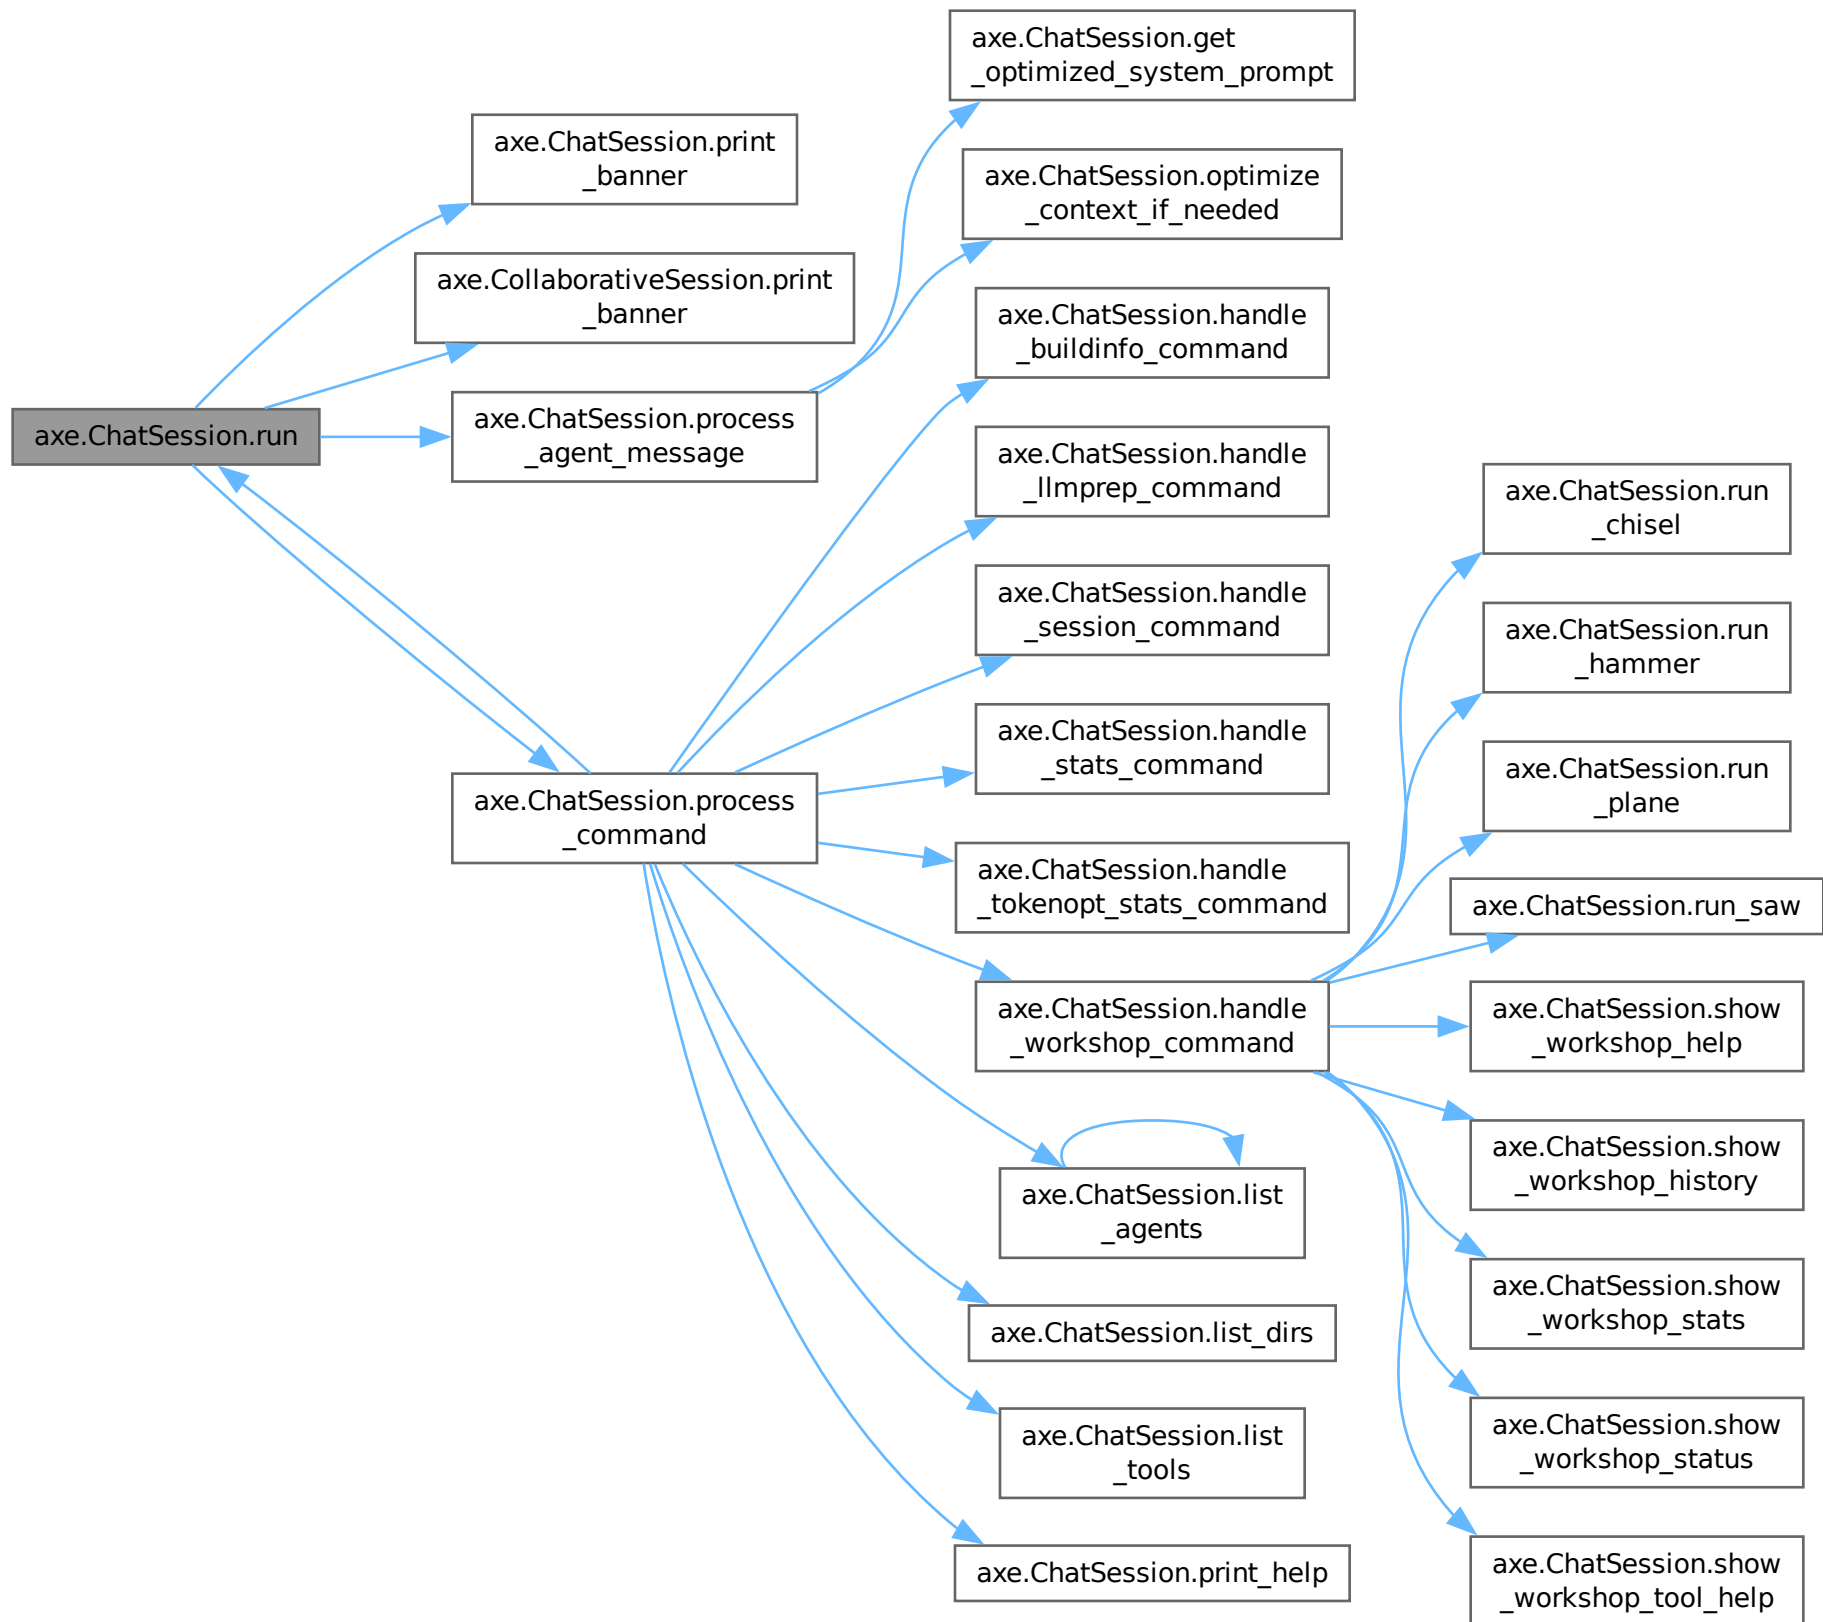 axe.ChatSession.run
axe.ChatSession.print
_banner
axe.CollaborativeSession.print
_banner
axe.ChatSession.process
_agent_message
axe.ChatSession.process
_command
axe.ChatSession.get
_optimized_system_prompt
axe.ChatSession.optimize
_context_if_needed
axe.ChatSession.handle
_buildinfo_command
axe.ChatSession.handle
_llmprep_command
axe.ChatSession.handle
_session_command
axe.ChatSession.handle
_stats_command
axe.ChatSession.handle
_tokenopt_stats_command
axe.ChatSession.handle
_workshop_command
axe.ChatSession.list
_agents
axe.ChatSession.list_dirs
axe.ChatSession.list
_tools
axe.ChatSession.print_help
axe.ChatSession.run
_chisel
axe.ChatSession.run
_hammer
axe.ChatSession.run
_plane
axe.ChatSession.run_saw
axe.ChatSession.show
_workshop_help
axe.ChatSession.show
_workshop_history
axe.ChatSession.show
_workshop_stats
axe.ChatSession.show
_workshop_status
axe.ChatSession.show
_workshop_tool_help